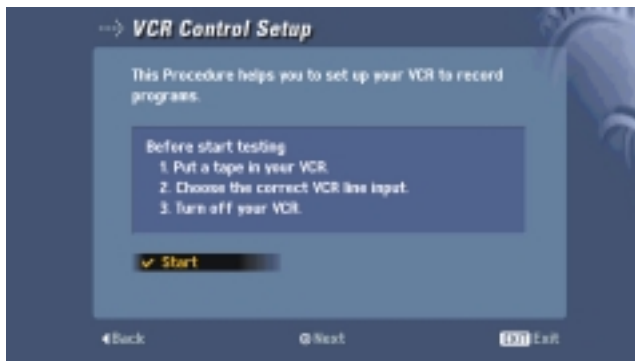 VCR Control Setup
This Procedure helps you to set up your VCR to record
programs.
Before start testing
1. Put a tape in your VCR.
2. Choose the correct VCR line input.
3. Turn off your VCR.
Start
Back Next EXIT Exit